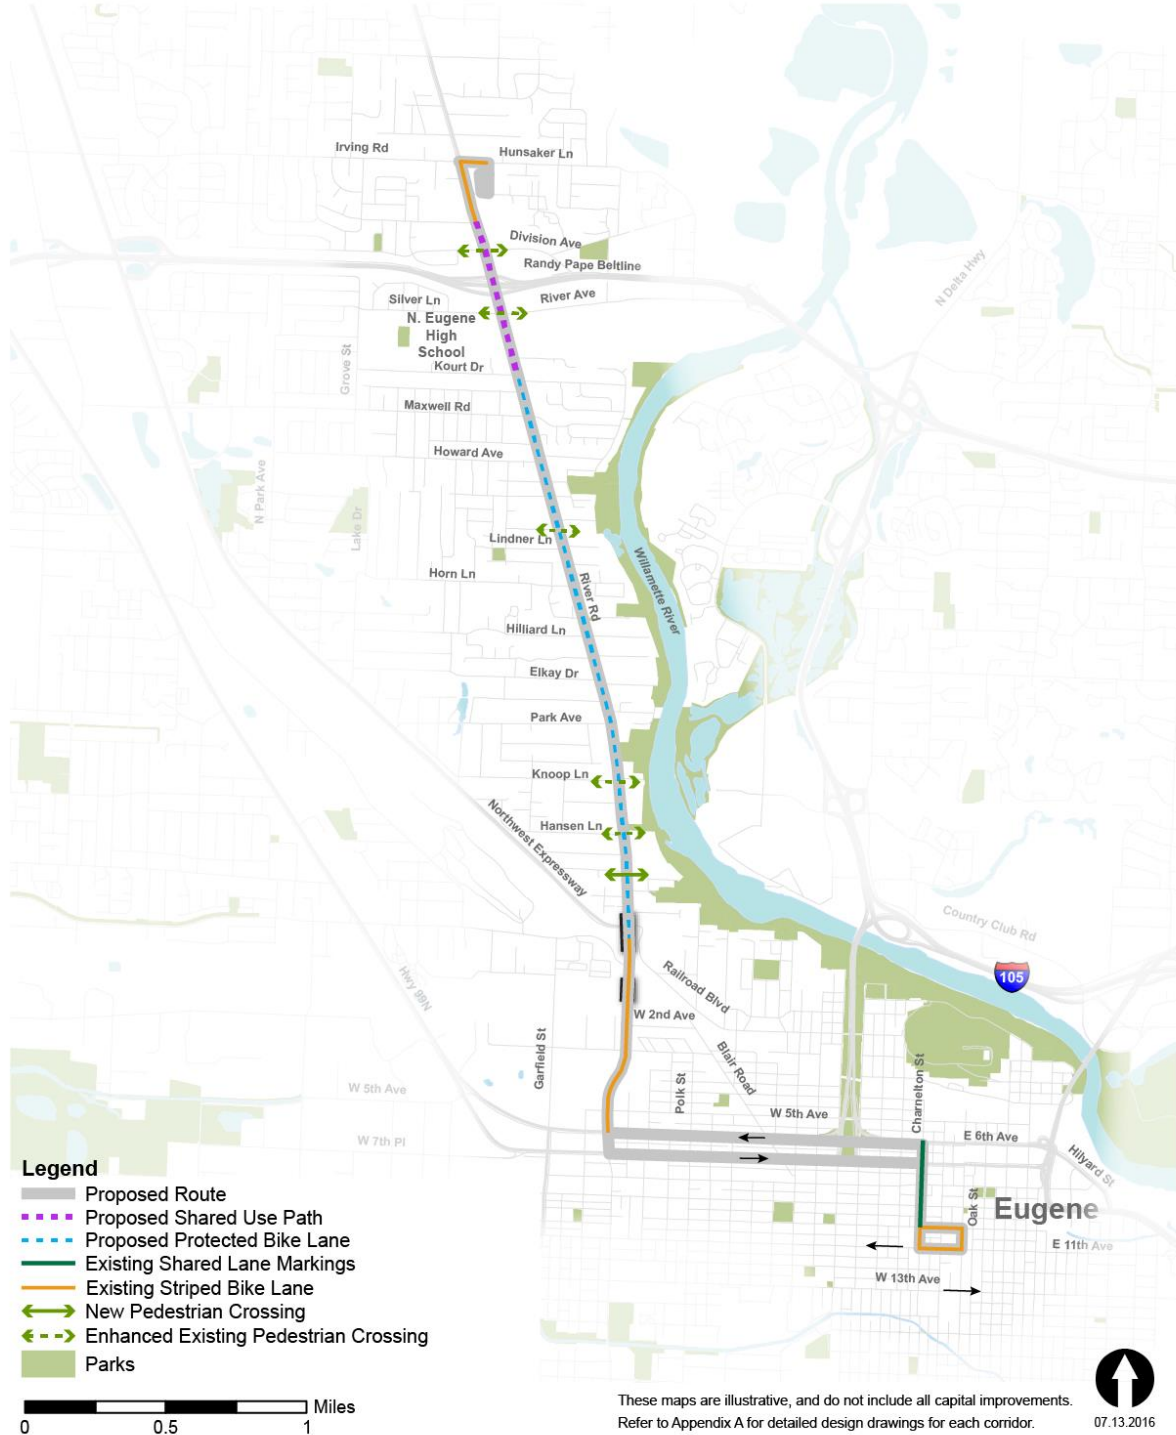 Irving Rd
Hunsaker Ln
Division Ave
Randy Pape Beltline
N Delta Hwy
Silver Ln
River Ave
N. Eugene
High
School
Kourt Dr
Grove St
Maxwell Rd
Howard Ave
N Park Ave
Lake Dr
Lindner Ln
Willamette River
Horn Ln
River Rd
Hilliard Ln
Elkay Dr
Park Ave
Knoop Ln
Northwest Expressway
Hansen Ln
Country Club Rd
Hwy 99N
Railroad Blvd
105
W 2nd Ave
Garfield St
Blair Road
Polk St
Charnelton St
W 5th Ave
W 5th Ave
W 7th Pl
E 6th Ave
Hilyard St
Oak St
Eugene
E 11th Ave
W 13th Ave
Legend
Proposed Route
Proposed Shared Use Path
Proposed Protected Bike Lane
Existing Shared Lane Markings
Existing Striped Bike Lane
New Pedestrian Crossing
Enhanced Existing Pedestrian Crossing
Parks
Miles
0 0.5 1
These maps are illustrative, and do not include all capital improvements.
Refer to Appendix A for detailed design drawings for each corridor.
07.13.2016